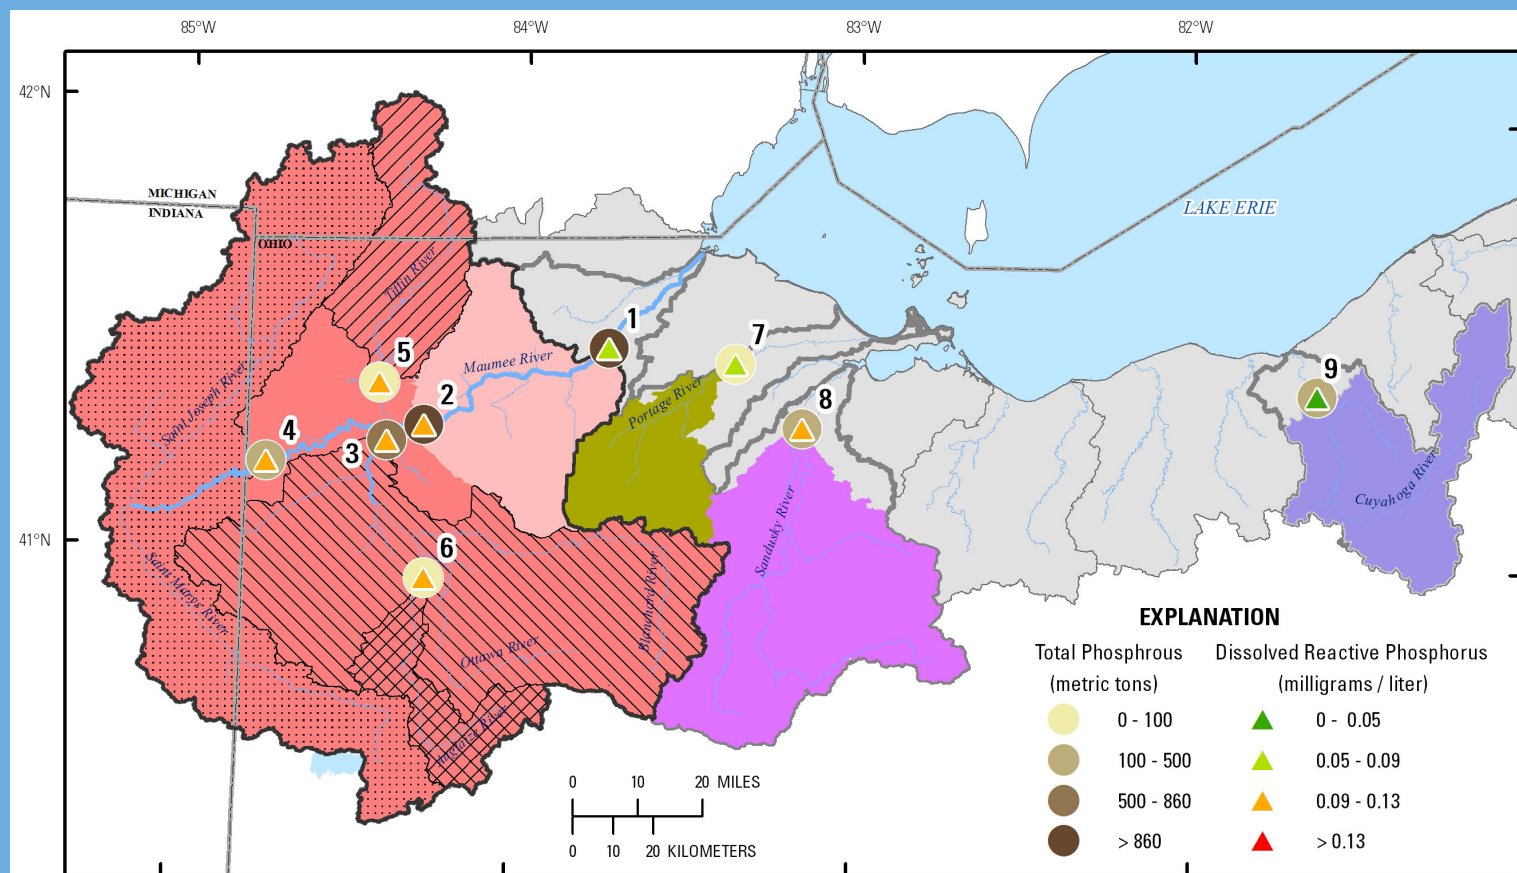 85°W
84°W
83°W
82°W
42°N
MICHIGAN
INDIANA
OHIO
LAKE ERIE
Tiffin River
Saint Joseph River
Maumee River
1
7
5
2
9
8
4
3
Portage River
Cuyahoga River
Sandusky River
41°N
6
Saint Marys River
Blanchard River
Ottawa River
Auglaize River
EXPLANATION
Total Phosphrous
(metric tons)
Dissolved Reactive Phosphorus
(milligrams / liter)
0 - 100
100 - 500
500 - 860
> 860
0 - 0.05
0.05 - 0.09
0.09 - 0.13
> 0.13
0 10 20 MILES
0 10 20 KILOMETERS